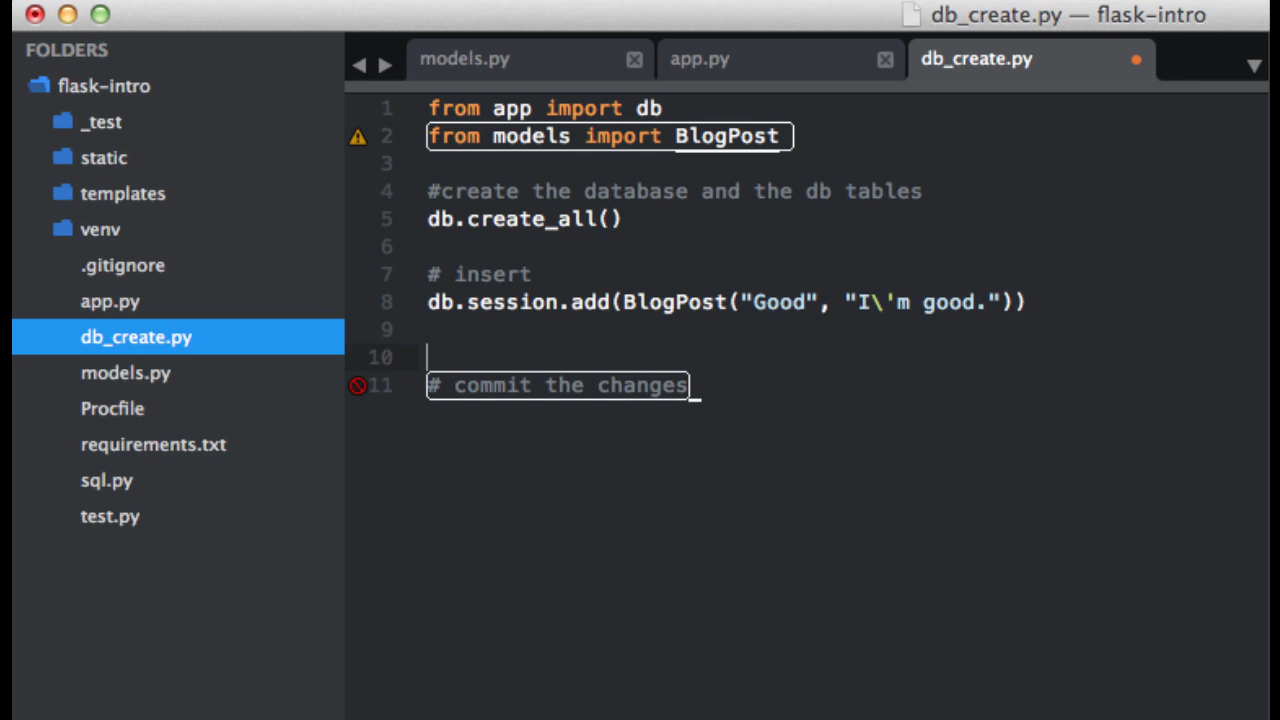 db_create.py — flask-intro
FOLDERS
flask-intro
_test
static
templates
venv
.gitignore
app.py
db_create.py
models.py
Procfile
requirements.txt
sql.py
test.py
models.py
app.py
db_create.py
1 from app import db
2 from models import BlogPost
3
4 #create the database and the db tables
5 db.create_all()
6
7 # insert
8 db.session.add(BlogPost("Good", "I\'m good."))
9
10
11 # commit the changes